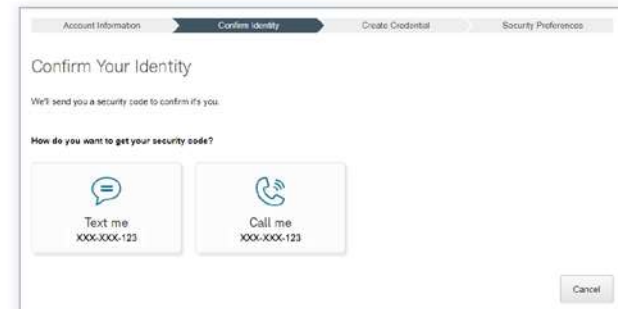 Account Information Confirm Identity Create Credential Security Preferences
Confirm Your Identity
We'll send you a security code to confirm it's you.
How do you want to get your security code?
Text me Call me
XXX-XXX-123 XXX-XXX-123
Cancel